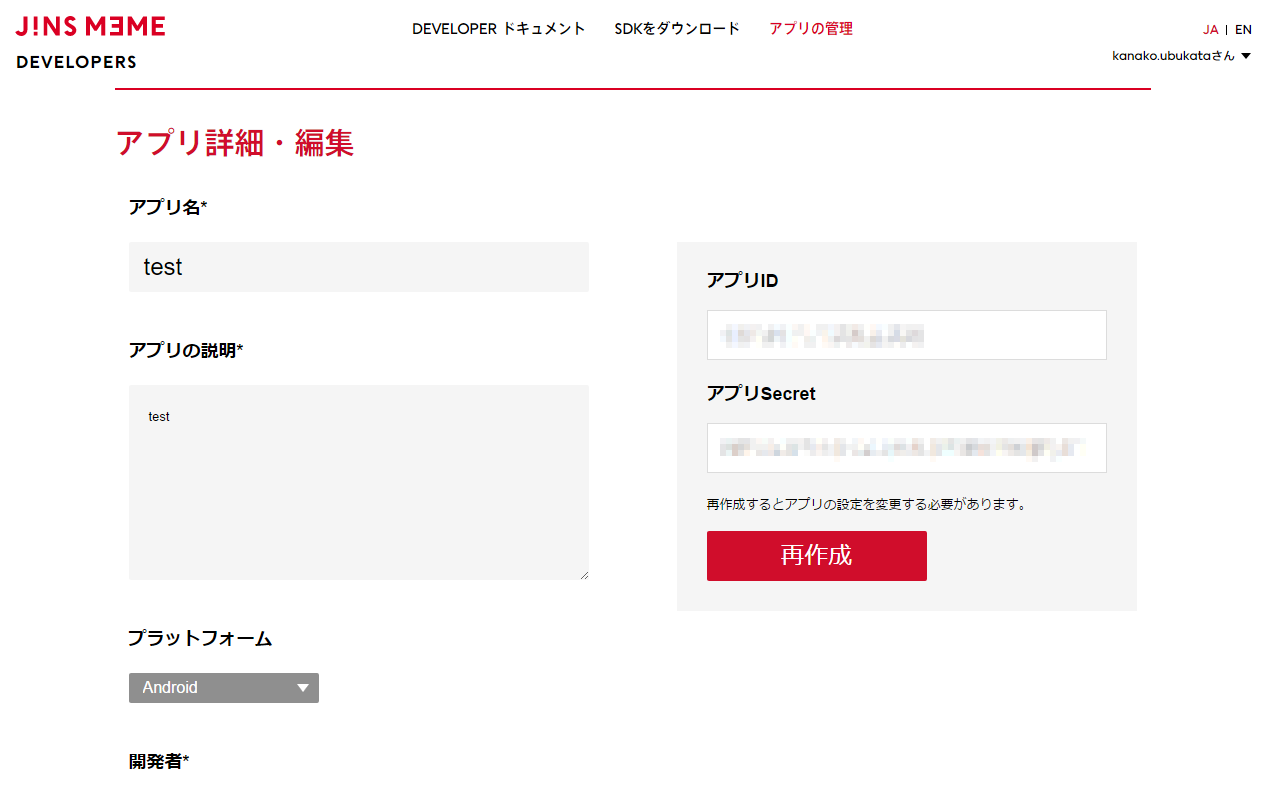 J!NS MEME
DEVELOPERS
DEVELOPER ドキュメント
SDKをダウンロード
アプリの管理
JA | EN
kanako.ubukataさん
アプリ詳細・編集
アプリ名*
test
アプリの説明*
test
プラットフォーム
Android
開発者*
アプリID
アプリSecret
再作成するとアプリの設定を変更する必要があります。
再作成